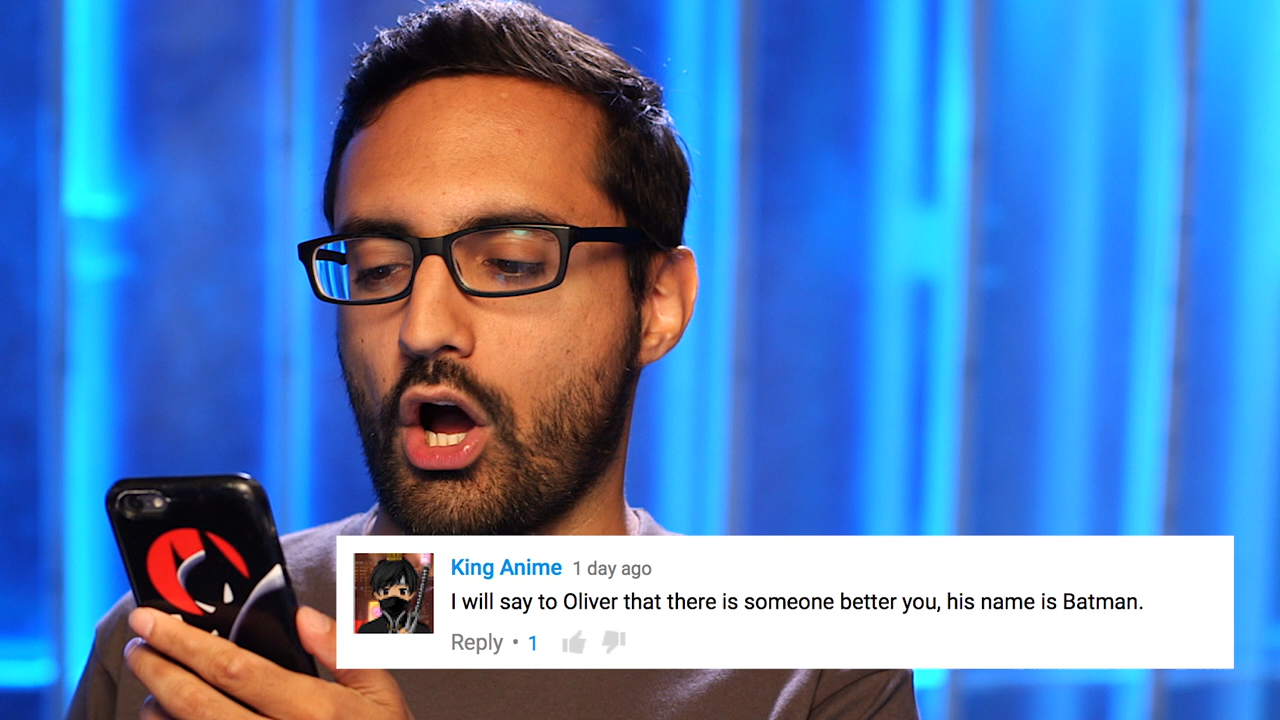 King Anime 1 day ago
I will say to Oliver that there is someone better you, his name is Batman.
Reply • 1